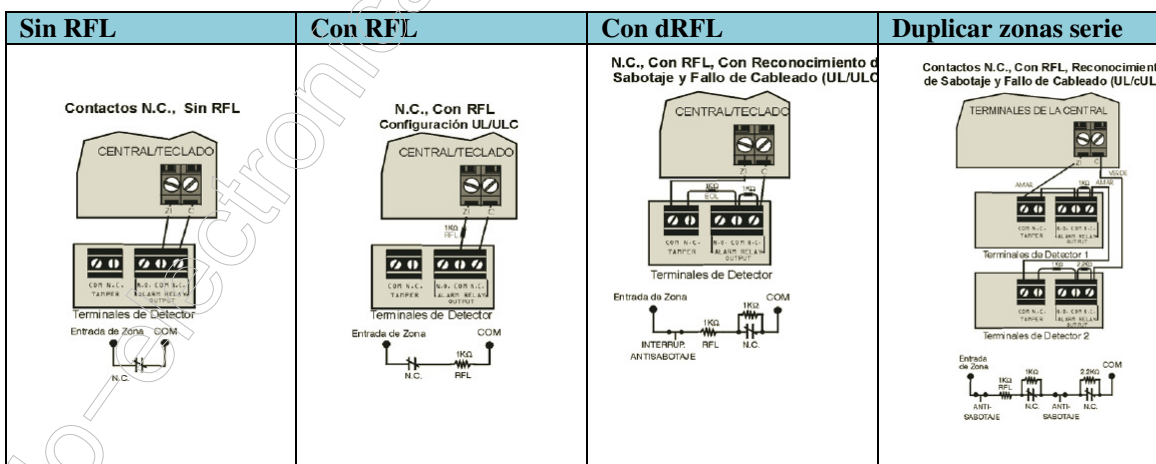 Sin RFL
Contactos N.C., Sin RFL
CENTRAL/TECLADO
Z1 C
COM N.C.
TAMPER
N.O. COM N.C.
ALARM RELAY
OUTPUT
Terminales de Detector
Entrada de Zona COM
N.C.
Con RFL
N.C., Con RFL
Configuración UL/ULC
CENTRAL/TECLADO
Z1 C
1KΩ
RFL
COM N.C.
TAMPER
N.O. COM N.C.
ALARM RELAY
OUTPUT
Terminales de Detector
Entrada de Zona COM
1KΩ
N.C. RFL
Con dRFL
N.C., Con RFL, Con Reconocimiento d
Sabotaje y Fallo de Cableado (UL/ULC
CENTRAL/TECLADO
Z1 C
1KΩ
EOL
1KΩ
COM N.C.
TAMPER
N.O. COM N.C.
ALARM RELAY
OUTPUT
Terminales de Detector
Entrada de Zona COM
1KΩ
1KΩ
INTERRUP. RFL N.C.
ANTISABOTAJE
Duplicar zonas serie
Contactos N.C., Con RFL, Reconocimient
de Sabotaje y Fallo de Cableado (UL/cUL
TERMINALES DE LA CENTRAL
Z1 C
VERDE
AMAR 1KΩ AMAR
COM N.C.
TAMPER
N.O. COM N.C.
ALARM RELAY
OUTPUT
Terminales de Detector 1
1KΩ 2.2KΩ
COM N.C.
TAMPER
N.O. COM N.C.
ALARM RELAY
OUTPUT
Terminales de Detector 2
Entrada
de Zona
COM
1KΩ 2.2KΩ
1KΩ
RFL
ANTI-
SABOTAJE
N.C.
ANTI-
SABOTAJE
N.C.
o-electronica